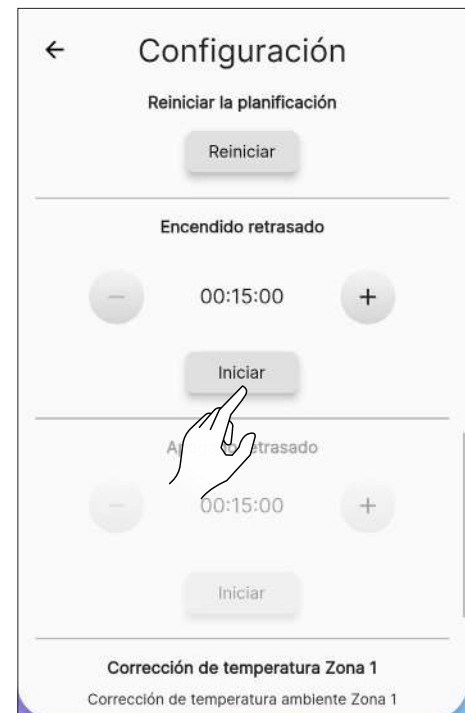 ← Configuración
Reiniciar la planificación
Reiniciar
Encendido retrasado
− 00:15:00 +
Iniciar
retrasado
− 00:15:00 +
Iniciar
Corrección de temperatura Zona 1
Corrección de temperatura ambiente Zona 1